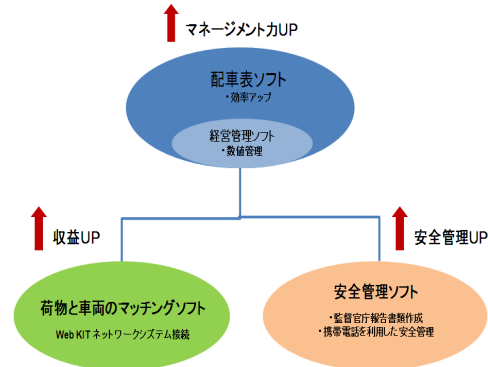 マネージメント力UP
配車表ソフト
・効率アップ
経営管理ソフト
・数値管理
収益UP
安全管理UP
荷物と車両のマッチングソフト
Web KIT ネットワークシステム接続
安全管理ソフト
・監督官庁報告書類作成
・携帯電話を利用した安全管理